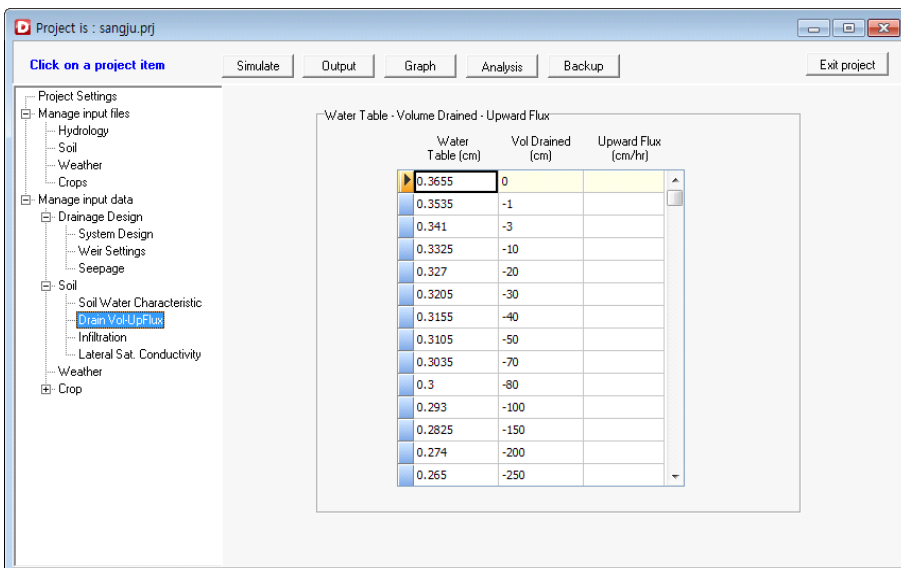 Project is : sangju.prj
Click on a project item
Simulate Output Graph Analysis Backup Exit project
Project Settings
Manage input files
Hydrology
Soil
Weather
Crops
Manage input data
Drainage Design
System Design
Weir Settings
Seepage
Soil
Soil Water Characteristic
Drain Vol-UpFlux
Infiltration
Lateral Sat. Conductivity
Weather
Crop
Water Table - Volume Drained - Upward Flux
Water Vol Drained Upward Flux
Table (cm) (cm) (cm/hr)
0.3655 0
0.3535 -1
0.341 -3
0.3325 -10
0.327 -20
0.3205 -30
0.3155 -40
0.3105 -50
0.3035 -70
0.3 -80
0.293 -100
0.2825 -150
0.274 -200
0.265 -250